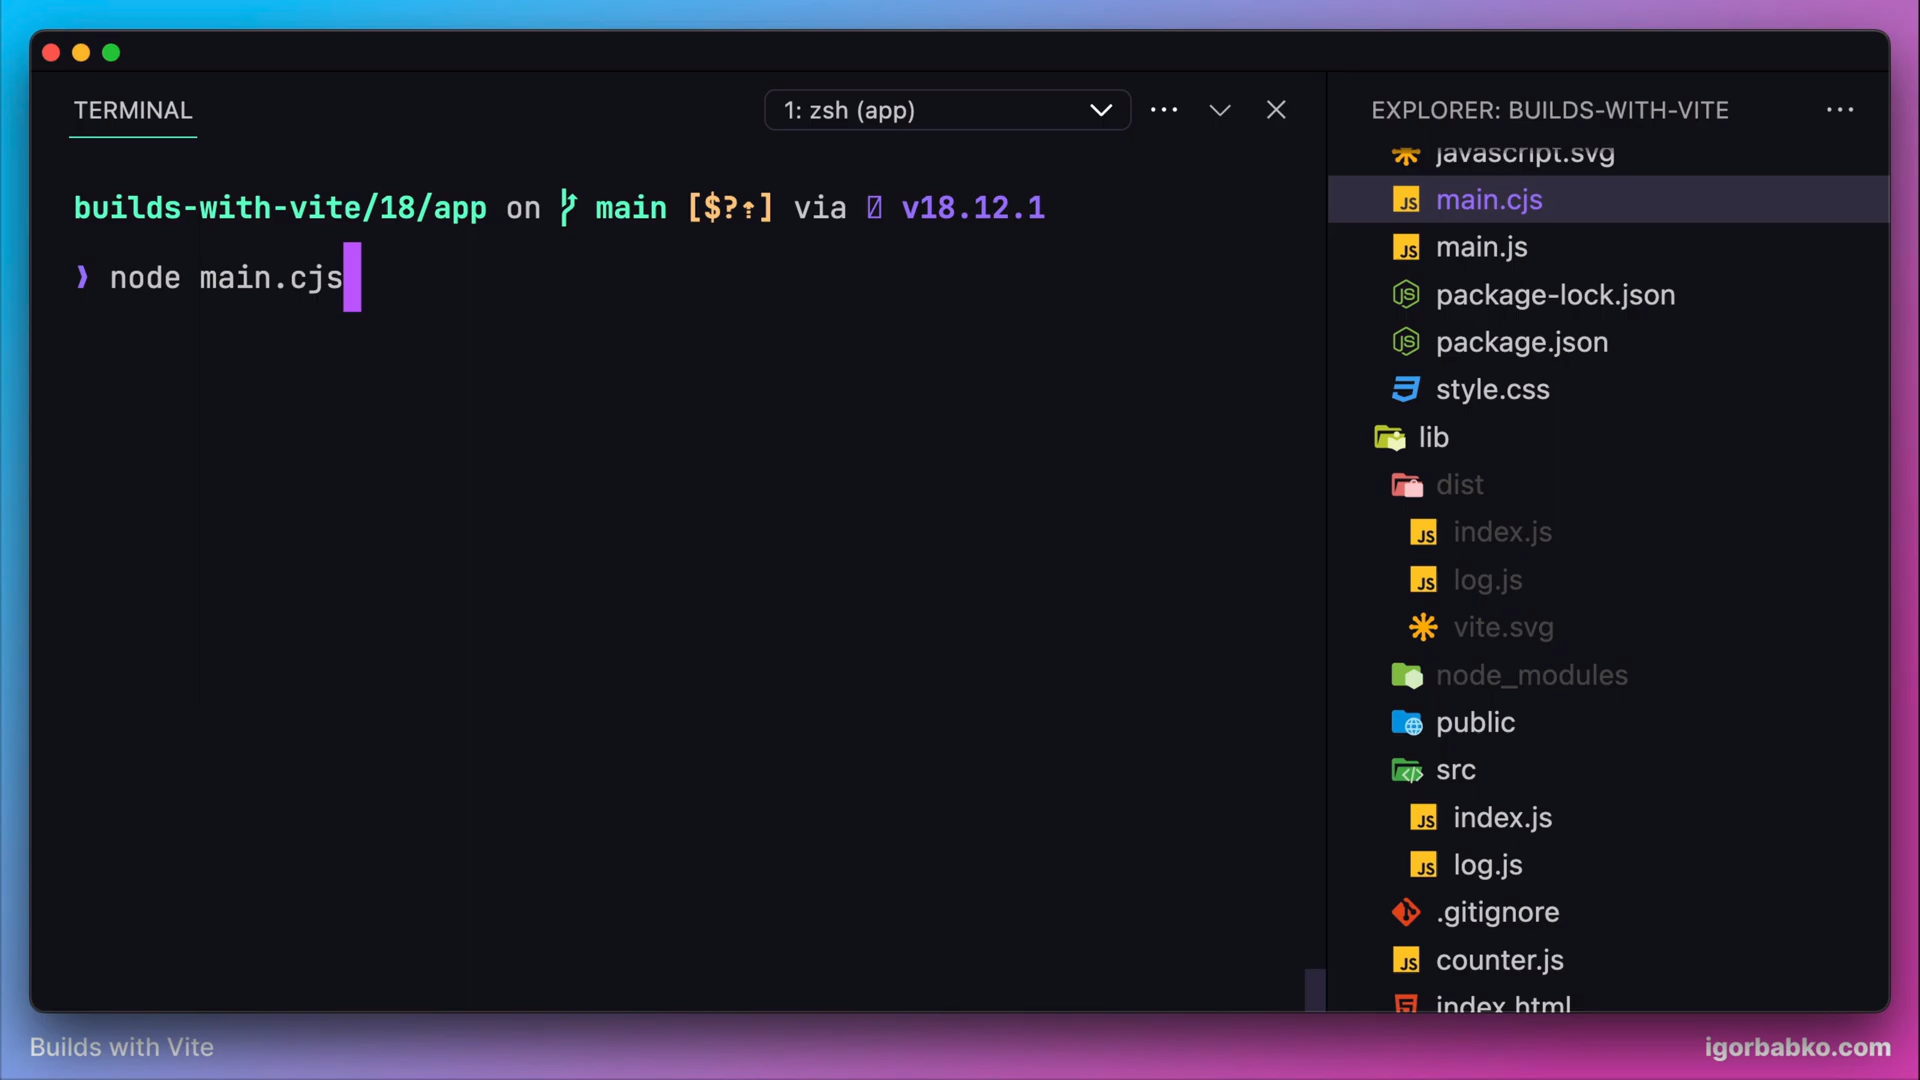 TERMINAL
1: zsh (app)
builds-with-vite/18/app on main [$?⇡] via v18.12.1
❯ node main.cjs
EXPLORER: BUILDS-WITH-VITE
javascript.svg
main.cjs
main.js
package-lock.json
package.json
style.css
lib
dist
index.js
log.js
vite.svg
node_modules
public
src
index.js
log.js
.gitignore
counter.js
index.html
Builds with Vite
igorbabko.com